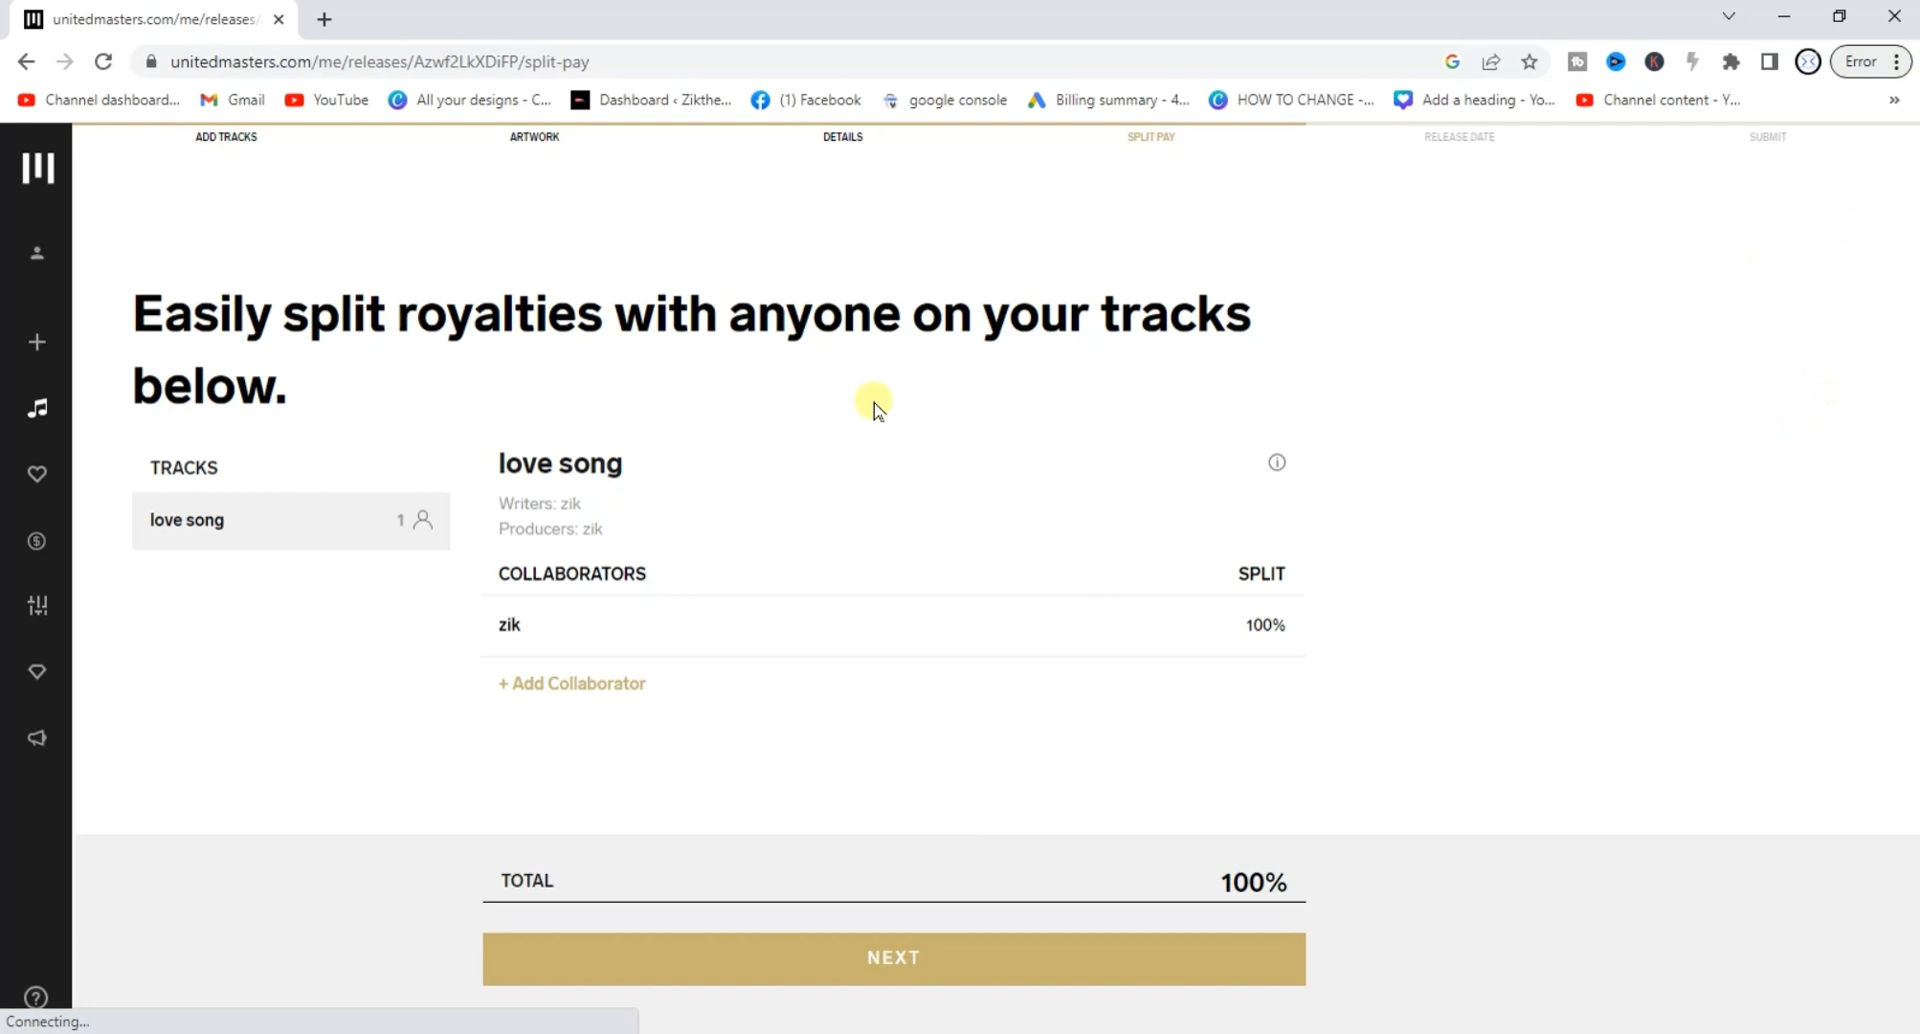 unitedmasters.com/me/releases/
unitedmasters.com/me/releases/Azwf2LkXDiFP/split-pay
Error
Channel dashboard...
Gmail
YouTube
All your designs - C...
Dashboard ‹ Zikthe...
(1) Facebook
google console
Billing summary - 4...
HOW TO CHANGE -...
Add a heading - Yo...
Channel content - Y...
»
ADD TRACKS
ARTWORK
DETAILS
SPLIT PAY
RELEASE DATE
SUBMIT
Easily split royalties with anyone on your tracks
below.
TRACKS
love song
1
love song
Writers: zik
Producers: zik
COLLABORATORS
SPLIT
zik
100%
+ Add Collaborator
TOTAL
100%
NEXT
Connecting...